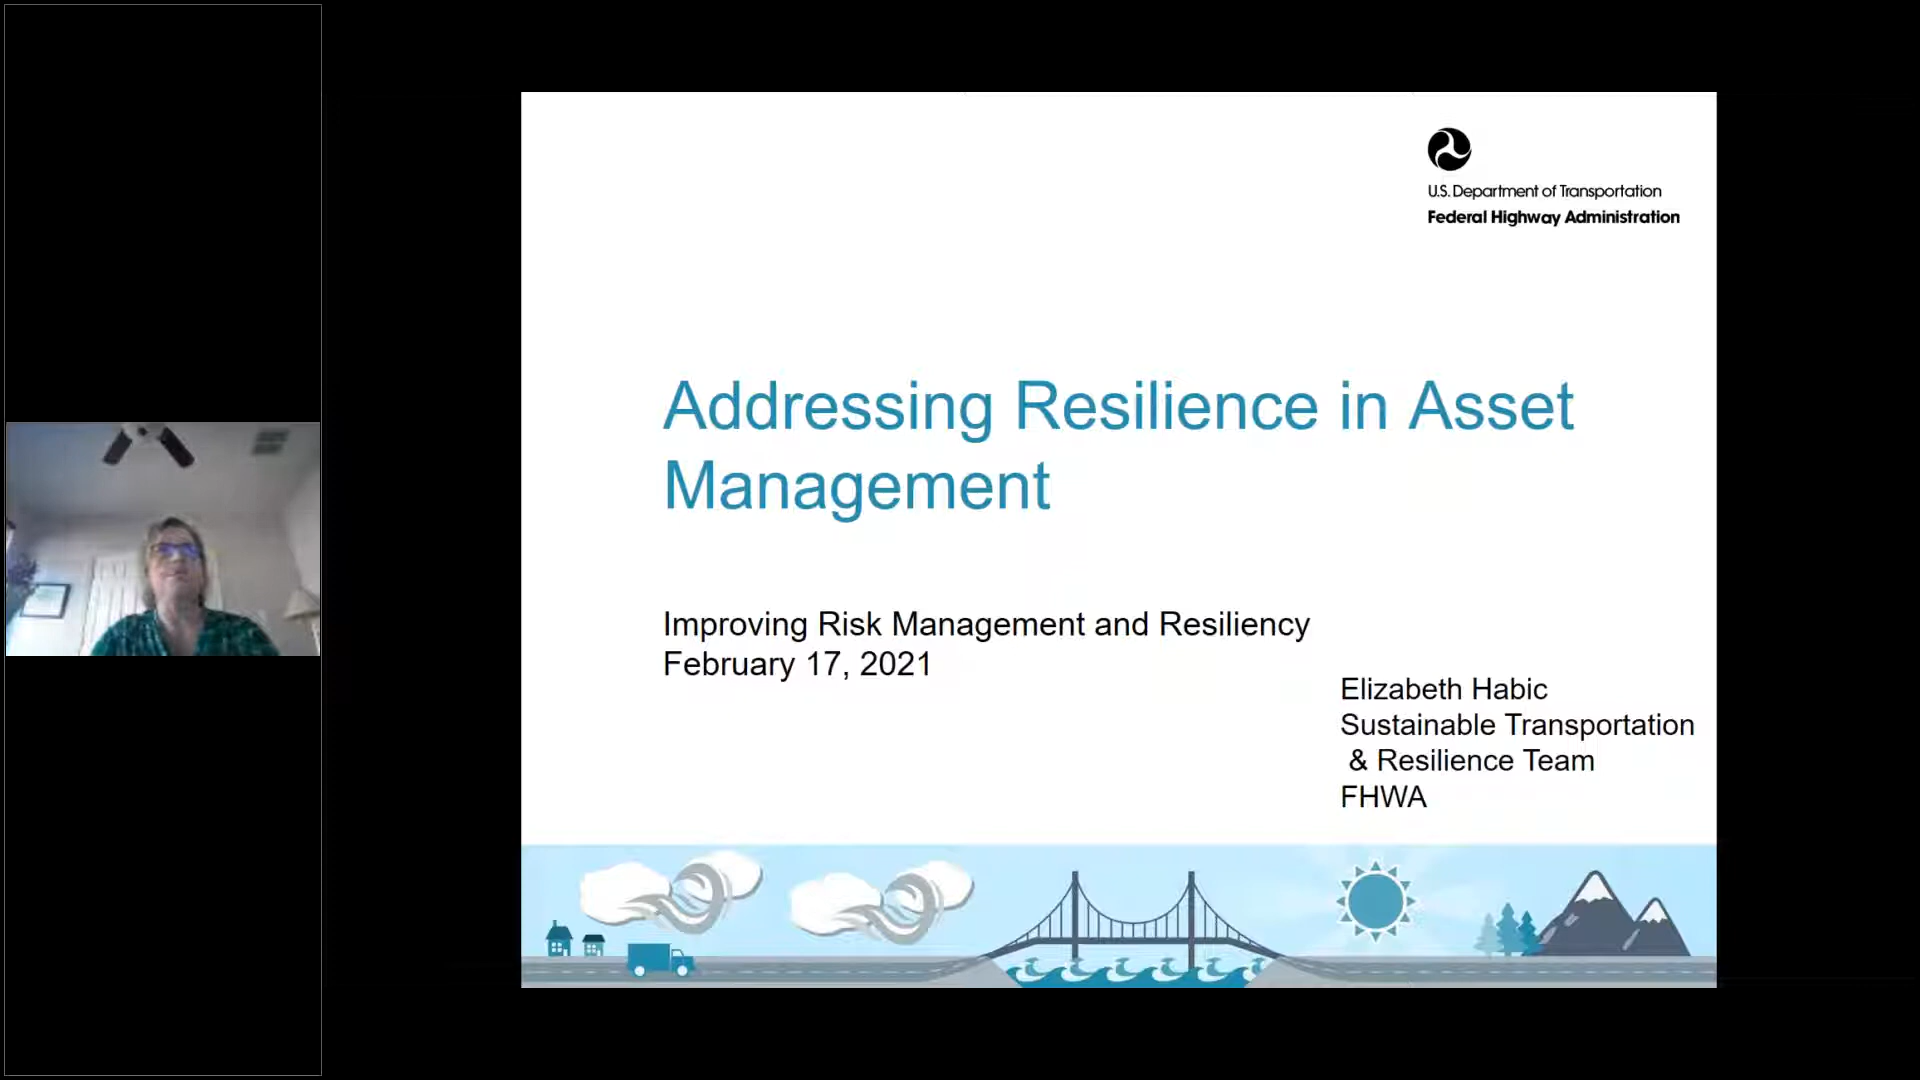 U.S. Department of Transportation
Federal Highway Administration
Addressing Resilience in Asset
Management
Improving Risk Management and Resiliency
February 17, 2021
Elizabeth Habic
Sustainable Transportation
& Resilience Team
FHWA